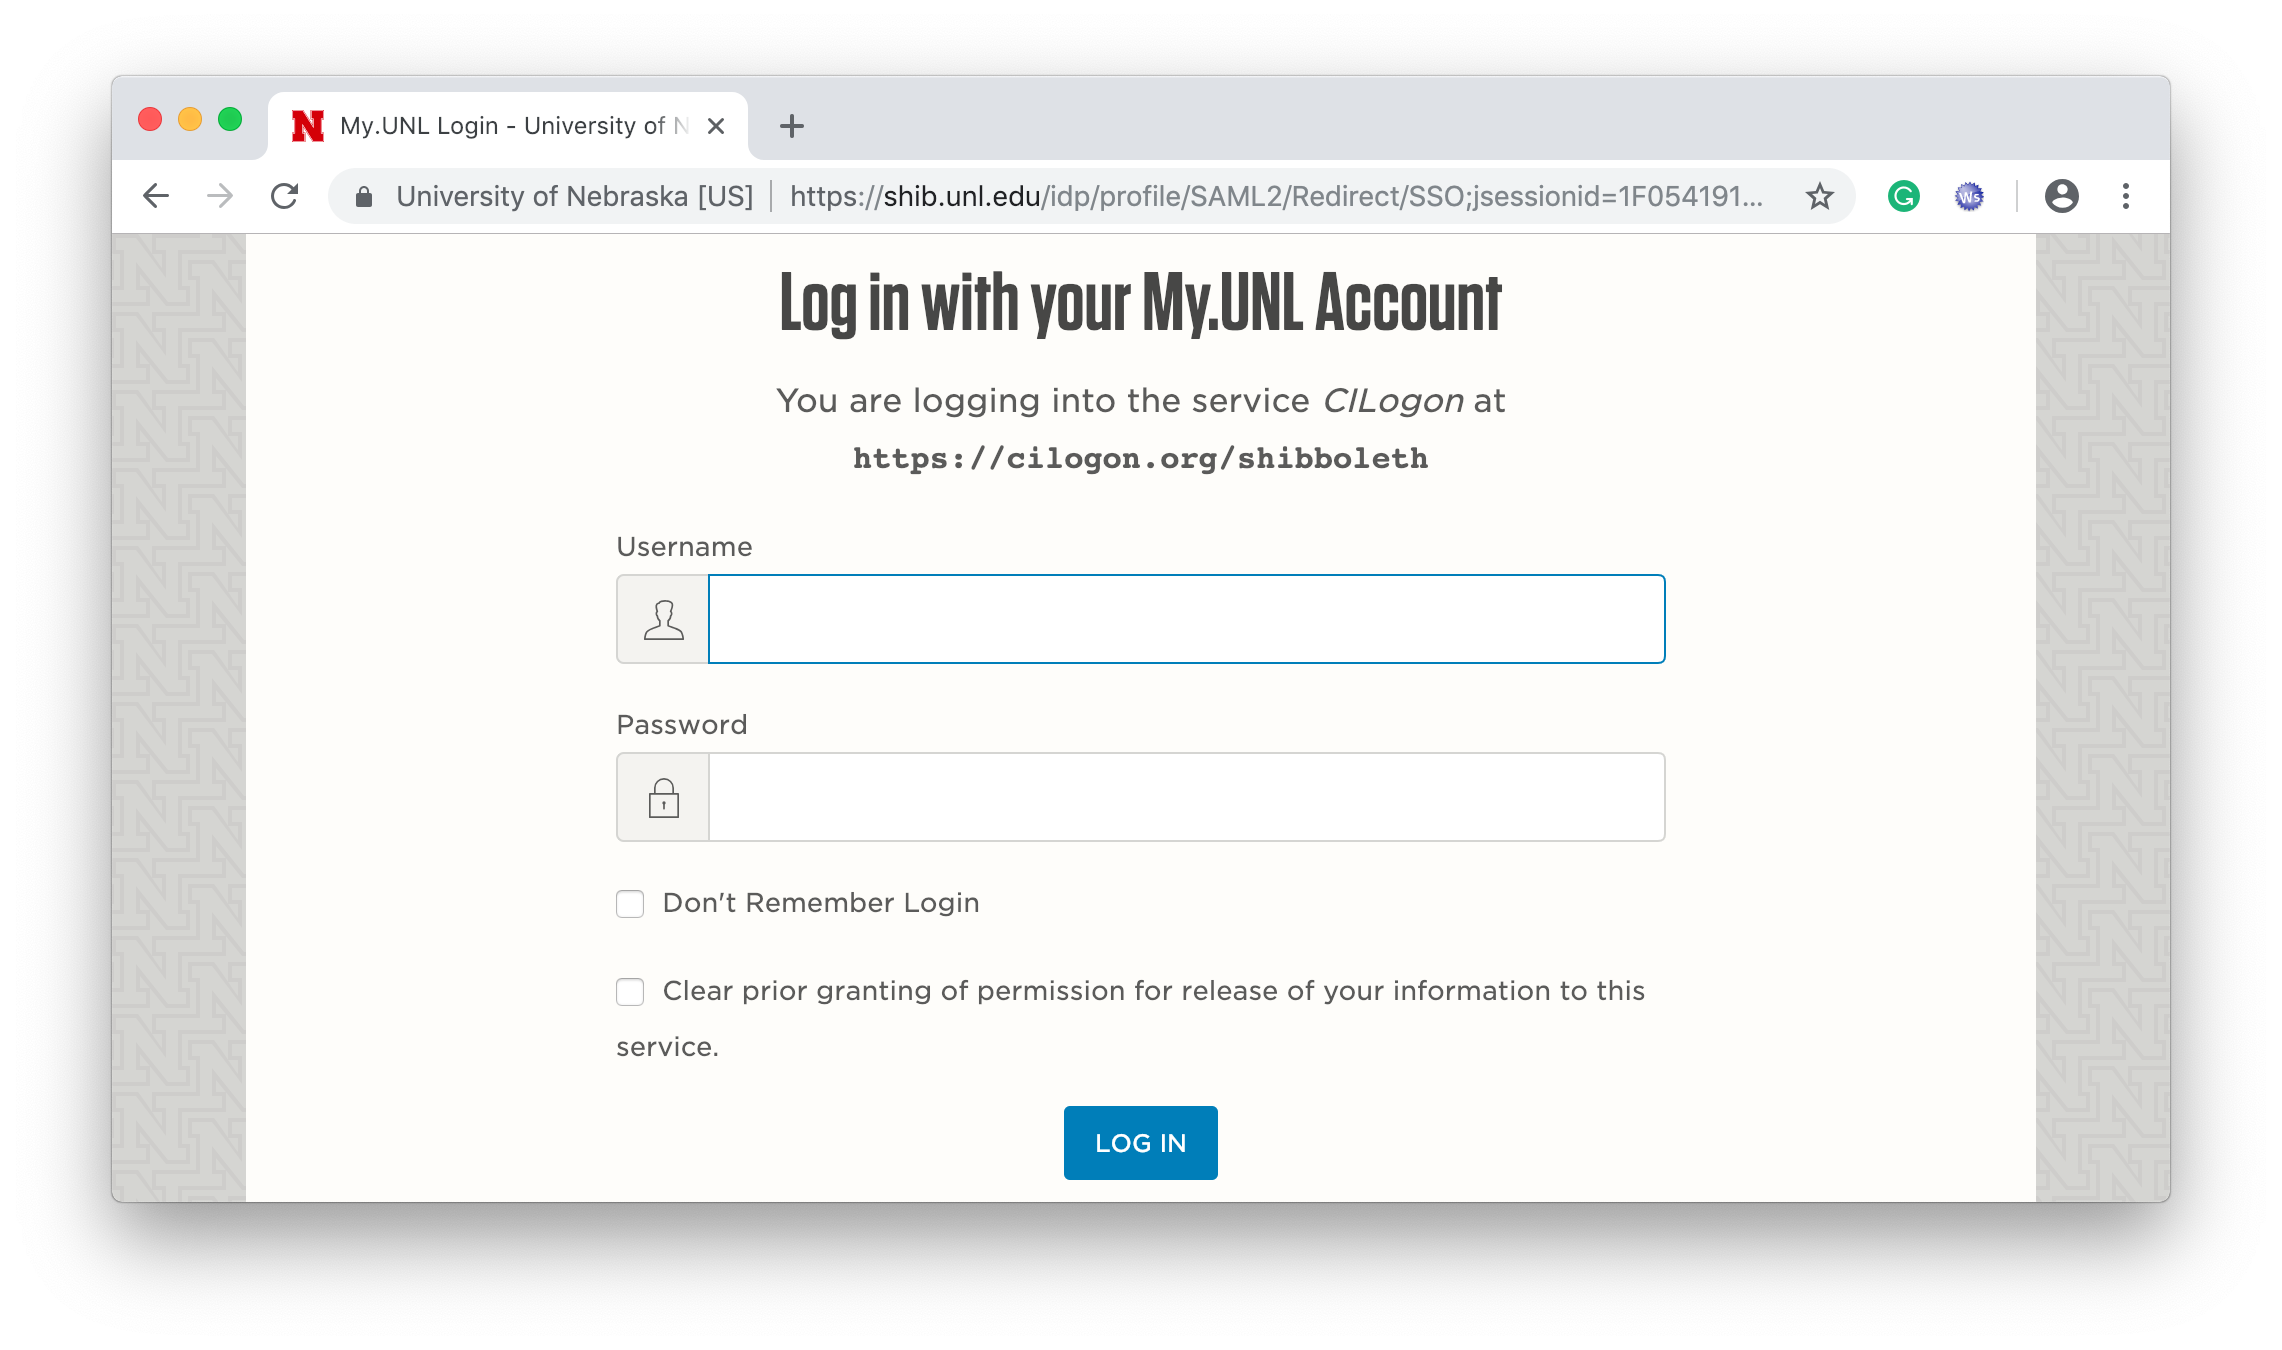 My.UNL Login - University of N
University of Nebraska [US] https://shib.unl.edu/idp/profile/SAML2/Redirect/SSO;jsessionid=1F054191...
Log in with your My.UNL Account
You are logging into the service CILogon at
https://cilogon.org/shibboleth
Username
Password
Don't Remember Login
Clear prior granting of permission for release of your information to this
service.
LOG IN